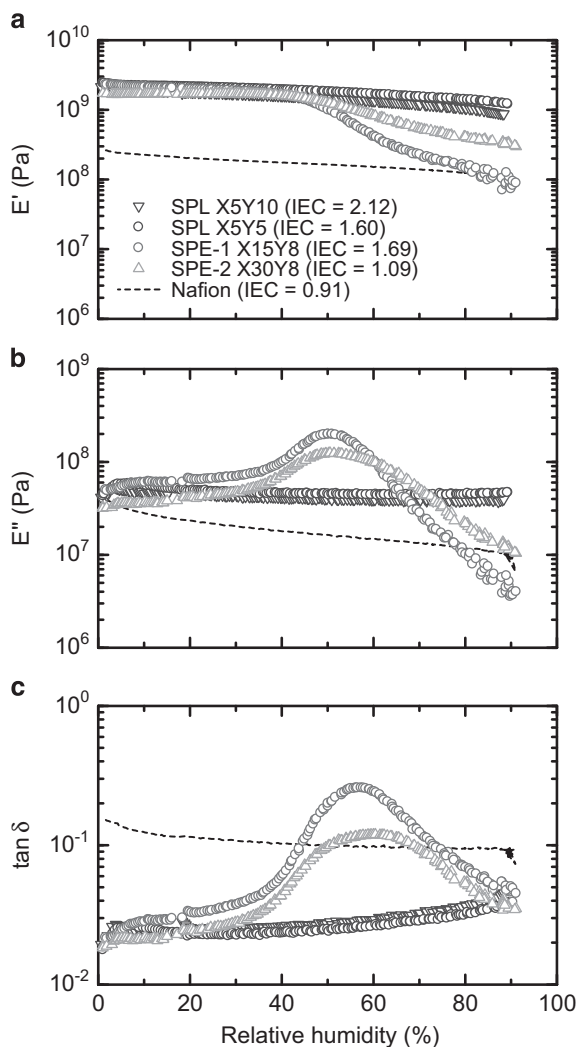 a
10^10
10^9
10^8
10^7
10^6
E' (Pa)
SPL X5Y10 (IEC = 2.12)
SPL X5Y5 (IEC = 1.60)
SPE-1 X15Y8 (IEC = 1.69)
SPE-2 X30Y8 (IEC = 1.09)
Nafion (IEC = 0.91)
b
10^9
10^8
10^7
10^6
E'' (Pa)
c
10^0
10^-1
10^-2
tan δ
0 20 40 60 80 100
Relative humidity (%)